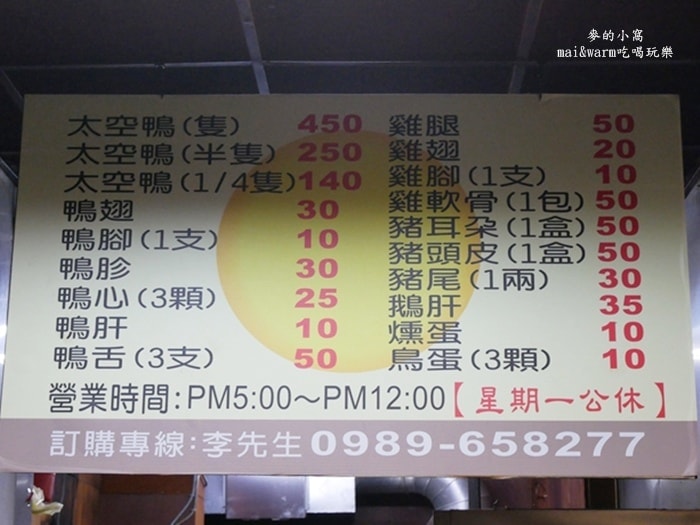 麥的小窩
mai&warm吃喝玩樂
太空鴨(隻) 450
太空鴨(半隻) 250
太空鴨(1/4隻) 140
鴨翅 30
鴨腳(1支) 10
鴨胗 30
鴨心(3顆) 25
鴨肝 10
鴨舌(3支) 50
雞腿 50
雞翅 20
雞腳(1支) 10
雞軟骨(1包) 50
豬耳朶(1盒) 50
豬頭皮(1盒) 50
豬尾(1兩) 30
鵝肝 35
燻蛋 10
鳥蛋(3顆) 10
營業時間:PM5:00~PM12:00【星期一公休】
訂購專線:李先生 0989-658277